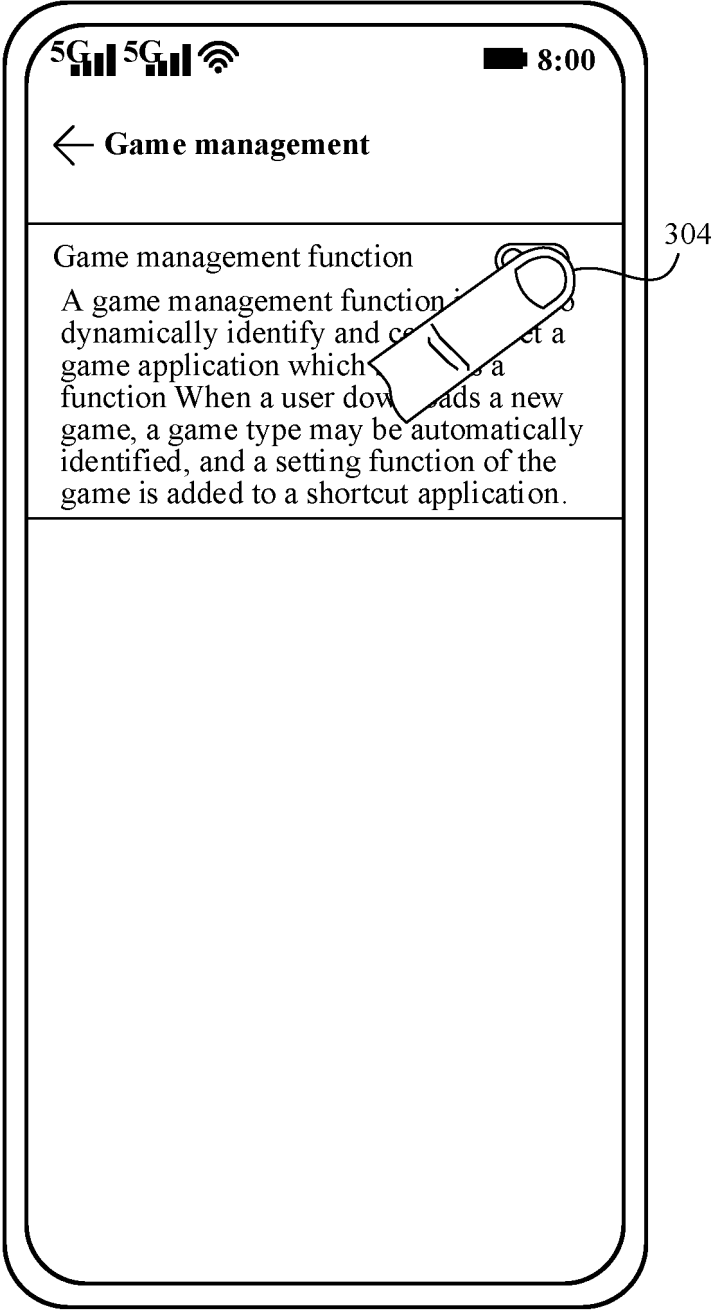 5G 5G 8:00
Game management
304
Game management function
A game management function
dynamically identify and a
game application which a
function When a user downloads a new
game, a game type may be automatically
identified, and a setting function of the
game is added to a shortcut application.